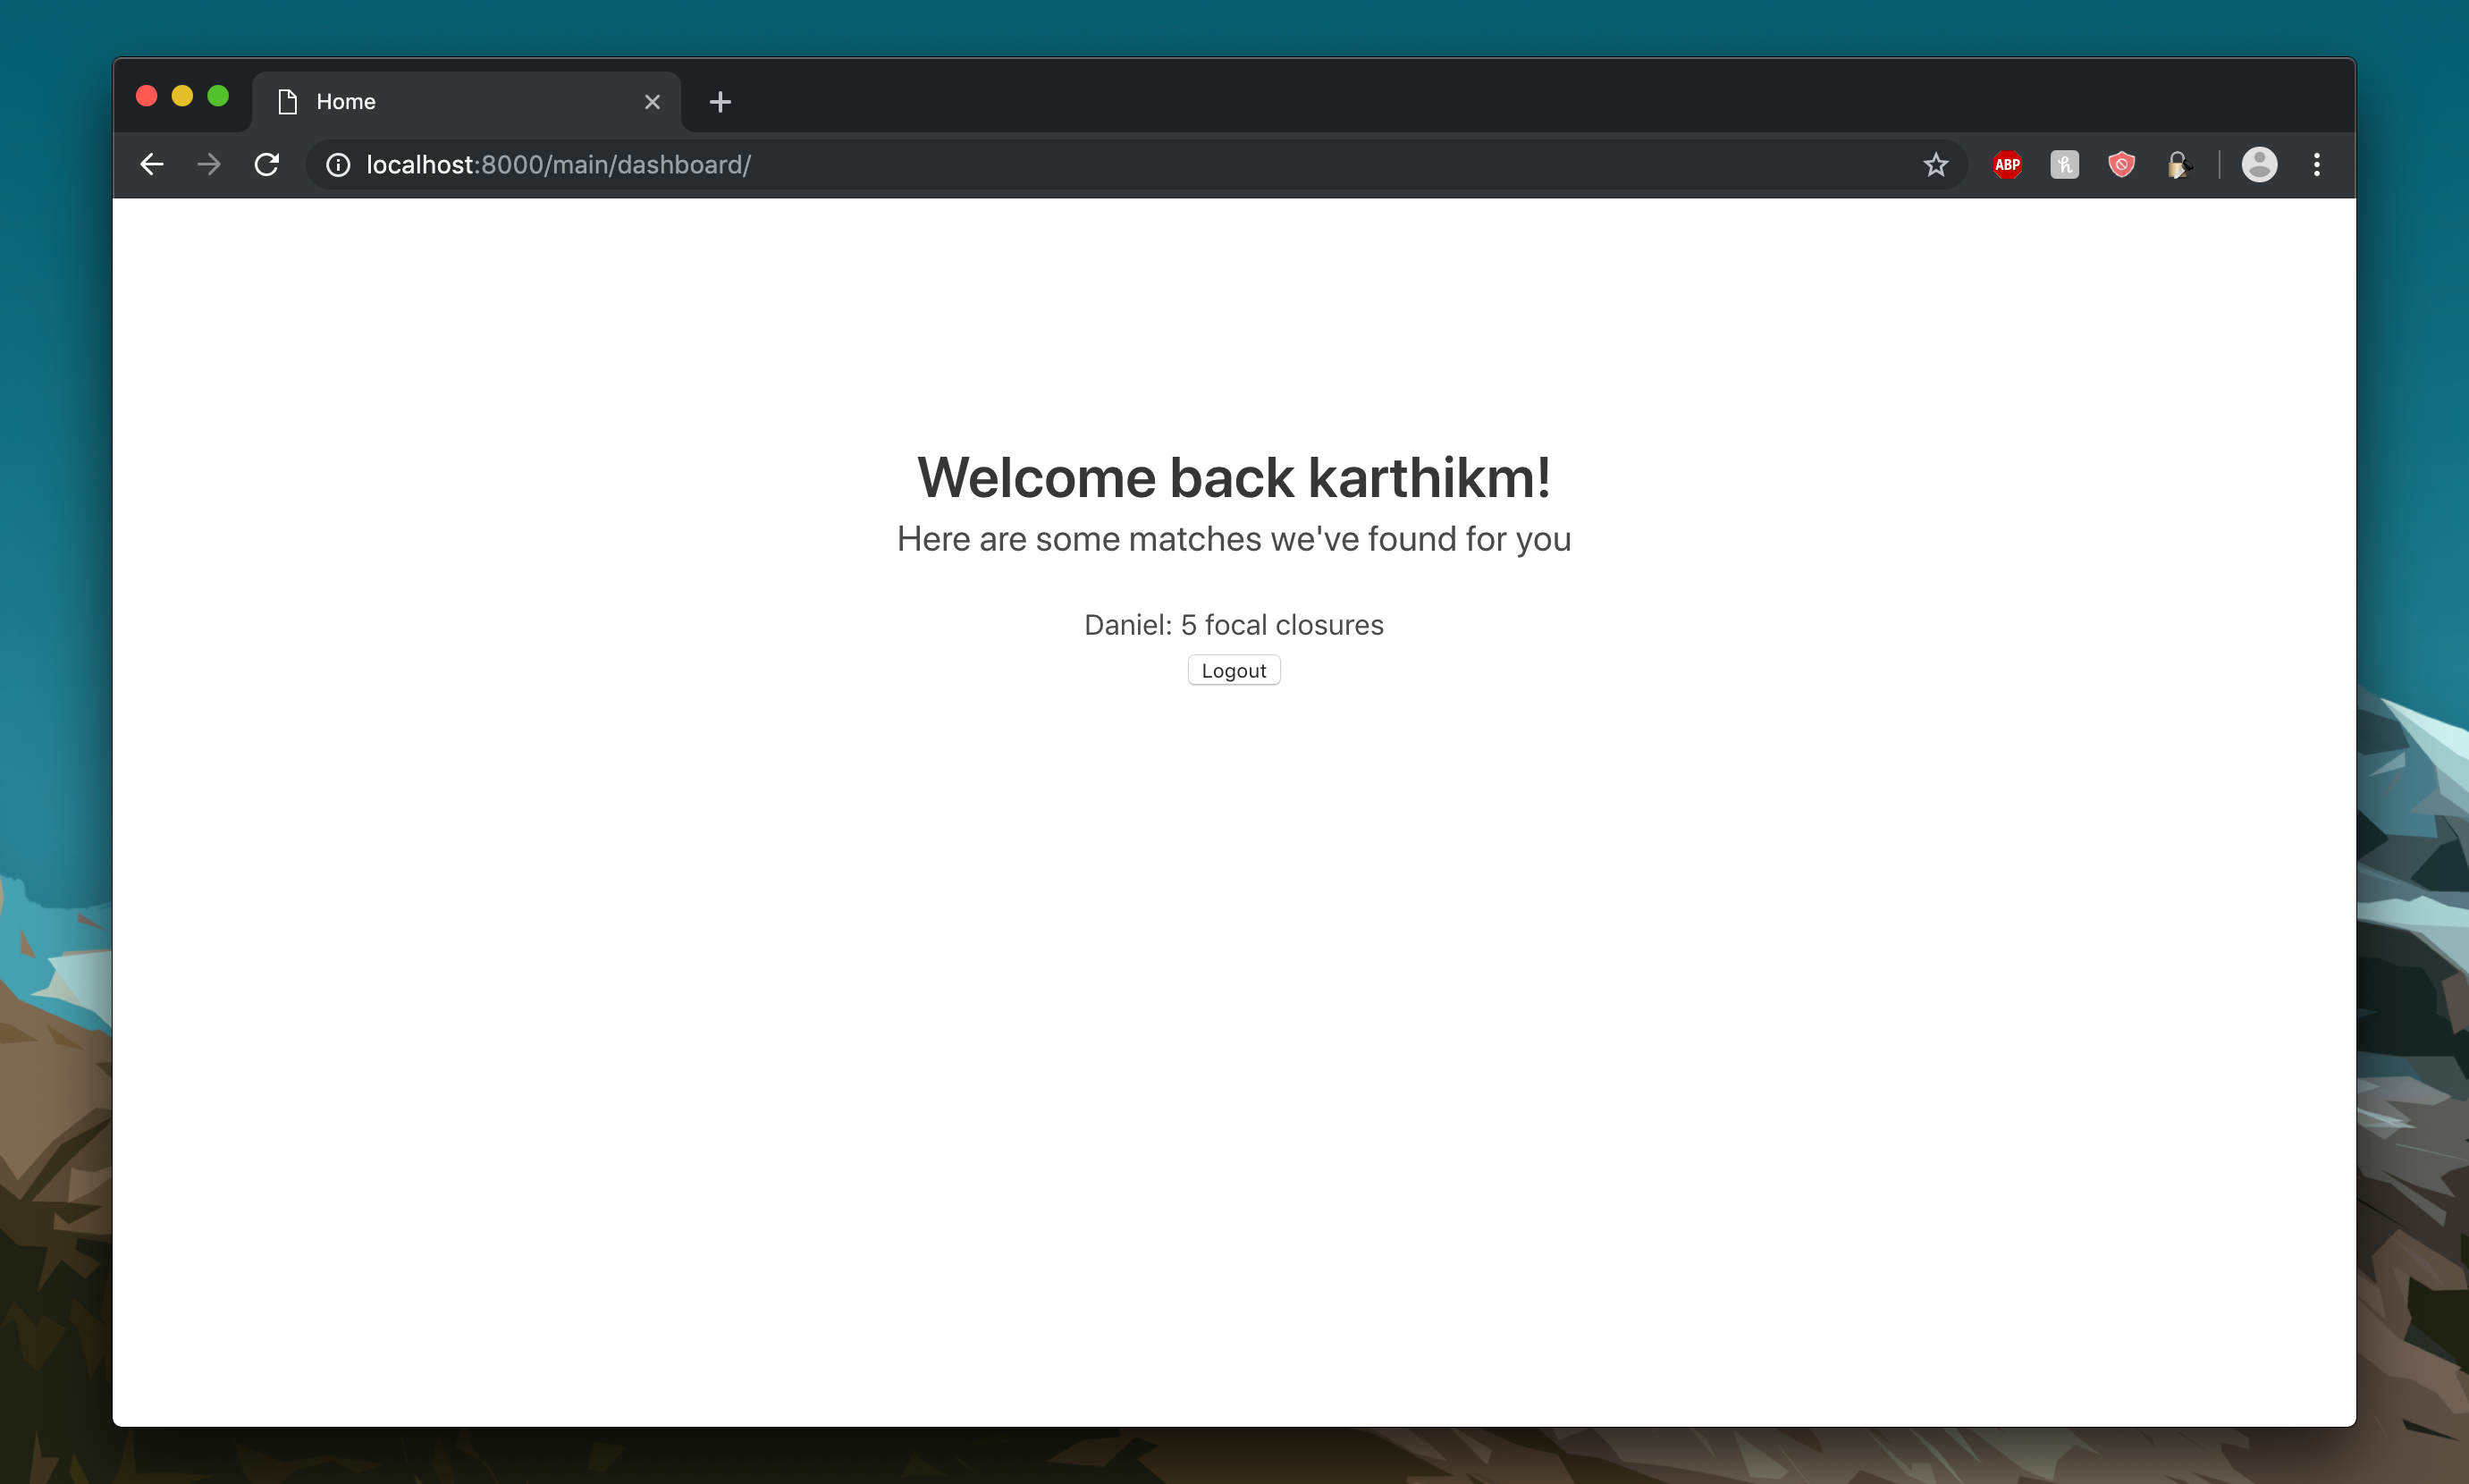 Home
localhost:8000/main/dashboard/
ABP
h
Welcome back karthikm!
Here are some matches we've found for you
Daniel: 5 focal closures
Logout